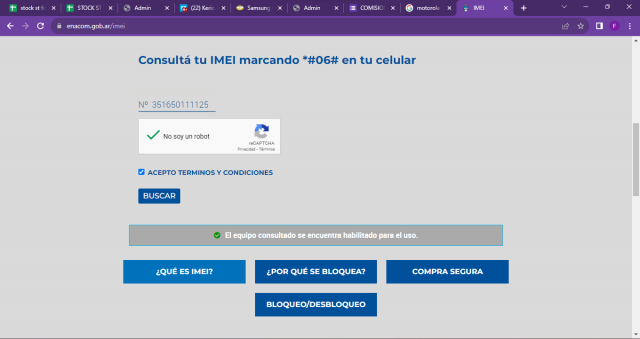 stock st f
STOCK ST
Admin
(22) Ken
Samsung
Admin
COMISIO
motorola
IMEI
enacom.gob.ar/imei
Consultá tu IMEI marcando *#06# en tu celular
Nº 351650111125
No soy un robot
reCAPTCHA
Privacidad - Términos
ACEPTO TERMINOS Y CONDICIONES
BUSCAR
El equipo consultado se encuentra habilitado para el uso.
¿QUÉ ES IMEI?
¿POR QUÉ SE BLOQUEA?
COMPRA SEGURA
BLOQUEO/DESBLOQUEO